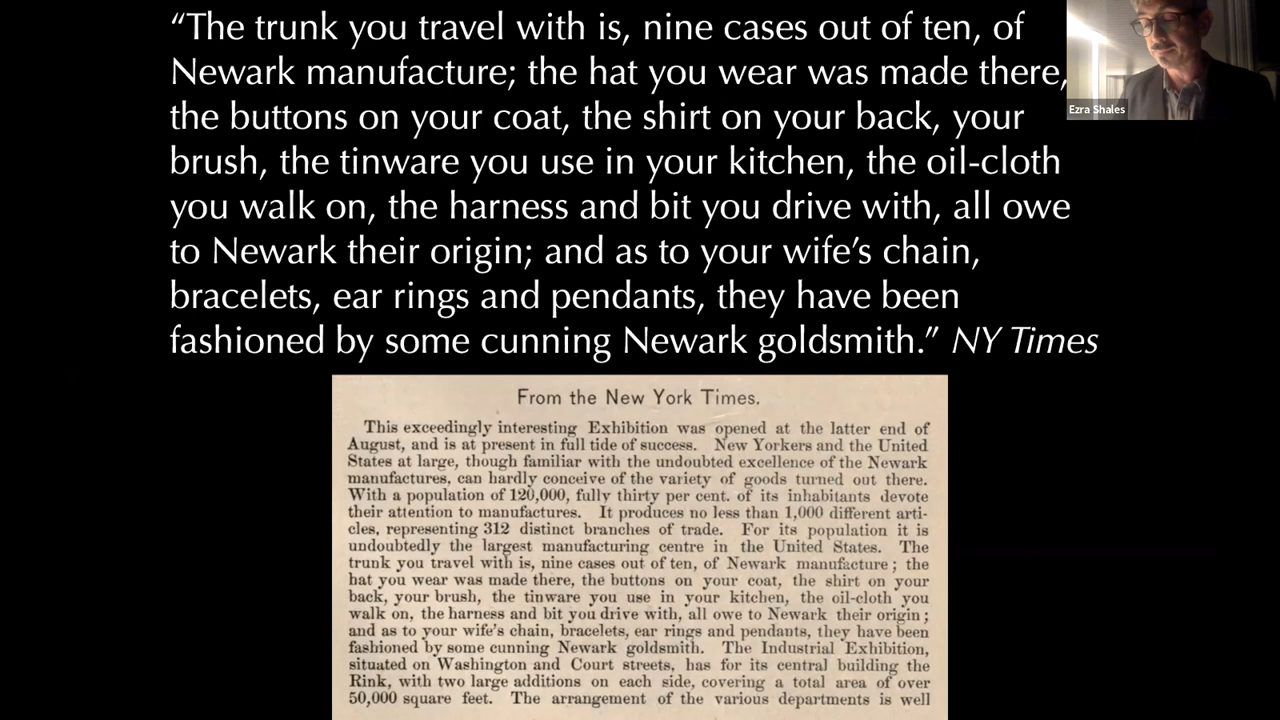 “The trunk you travel with is, nine cases out of ten, of
Newark manufacture; the hat you wear was made there,
the buttons on your coat, the shirt on your back, your
brush, the tinware you use in your kitchen, the oil-cloth
you walk on, the harness and bit you drive with, all owe
to Newark their origin; and as to your wife’s chain,
bracelets, ear rings and pendants, they have been
fashioned by some cunning Newark goldsmith.” NY Times
Ezra Shales
From the New York Times.
This exceedingly interesting Exhibition was opened at the latter end of
August, and is at present in full tide of success. New Yorkers and the United
States at large, though familiar with the undoubted excellence of the Newark
manufactures, can hardly conceive of the variety of goods turned out there.
With a population of 120,000, fully thirty per cent. of its inhabitants devote
their attention to manufactures. It produces no less than 1,000 different arti-
cles, representing 312 distinct branches of trade. For its population it is
undoubtedly the largest manufacturing centre in the United States. The
trunk you travel with is, nine cases out of ten, of Newark manufacture; the
hat you wear was made there, the buttons on your coat, the shirt on your
back, your brush, the tinware you use in your kitchen, the oil-cloth you
walk on, the harness and bit you drive with, all owe to Newark their origin;
and as to your wife's chain, bracelets, ear rings and pendants, they have been
fashioned by some cunning Newark goldsmith. The Industrial Exhibition,
situated on Washington and Court streets, has for its central building the
Rink, with two large additions on each side, covering a total area of over
50,000 square feet. The arrangement of the various departments is well